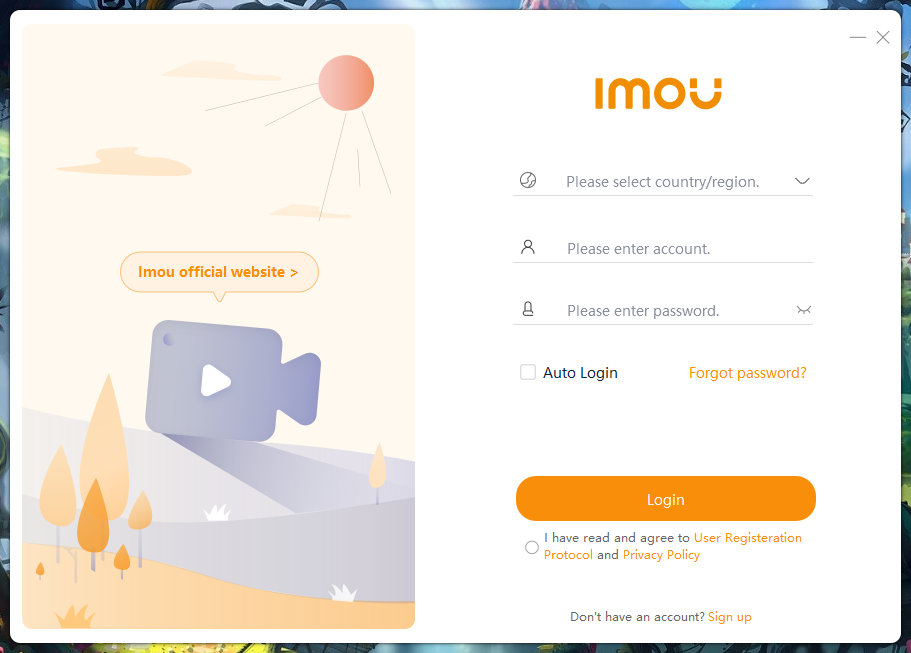 Imou official website >
imou
Please select country/region.
Please enter account.
Please enter password.
Auto Login
Forgot password?
Login
I have read and agree to User Registeration
Protocol and Privacy Policy
Don't have an account? Sign up